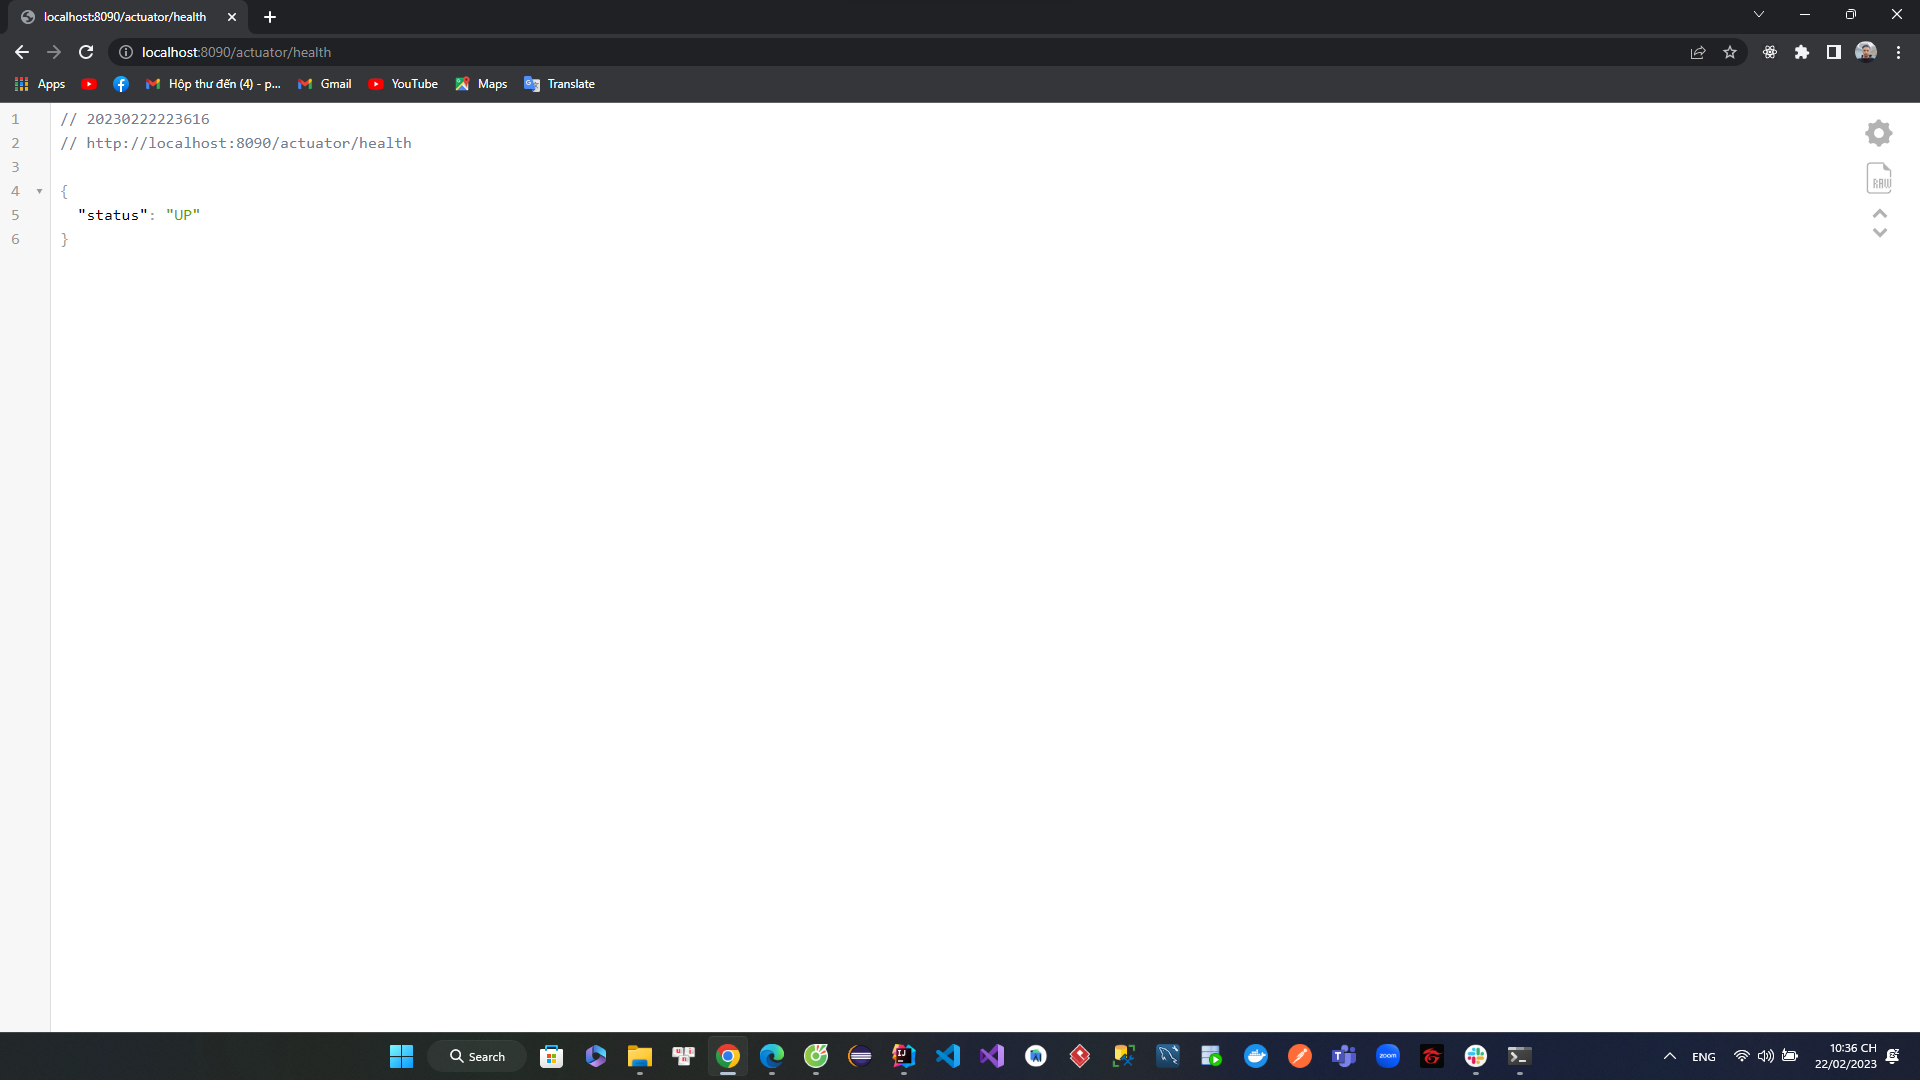 localhost:8090/actuator/health
localhost:8090/actuator/health
Apps
Hộp thư đến (4) - p...
Gmail
YouTube
Maps
Translate
1 // 20230222223616
2 // http://localhost:8090/actuator/health
3
4 {
5 "status": "UP"
6 }
RAW
Search
zoom
ENG
10:36 CH
22/02/2023